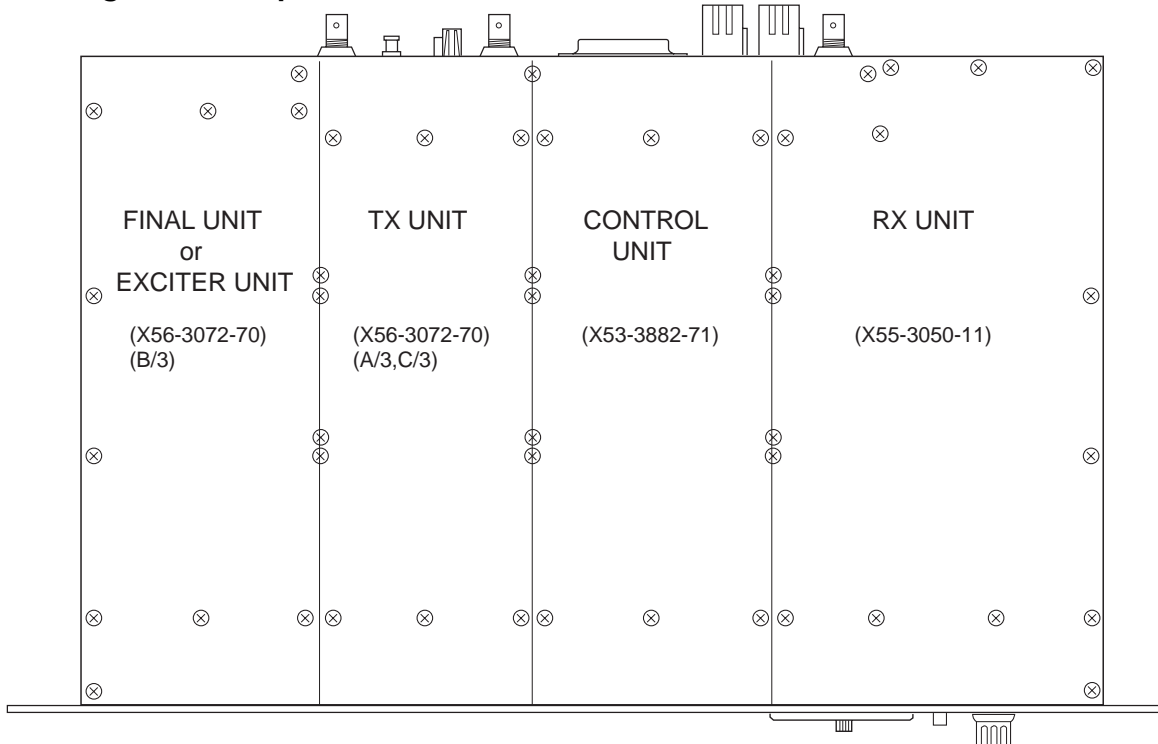 FINAL UNIT
or
EXCITER UNIT
(X56-3072-70)
(B/3)
TX UNIT
(X56-3072-70)
(A/3,C/3)
CONTROL
UNIT
(X53-3882-71)
RX UNIT
(X55-3050-11)